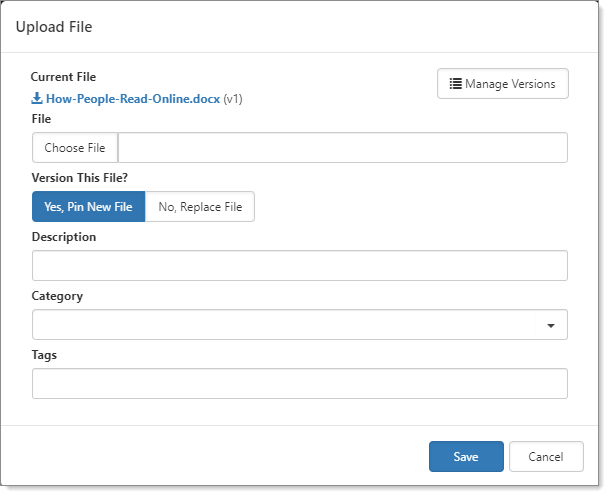 Upload File
Current File
Manage Versions
How-People-Read-Online.docx (v1)
File
Choose File
Version This File?
Yes, Pin New File No, Replace File
Description
Category
Tags
Save Cancel